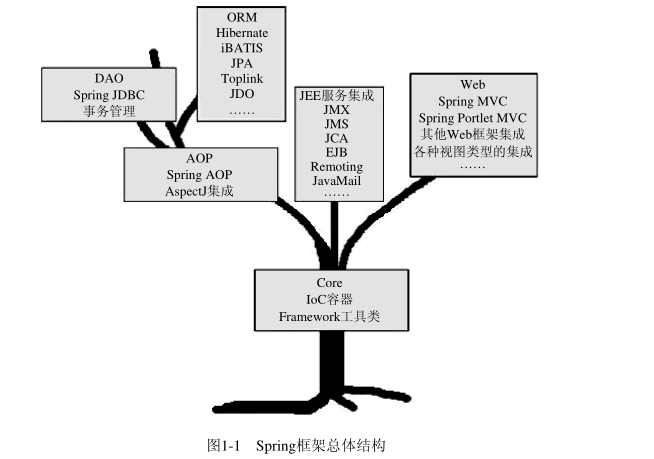 ORM
Hibernate
iBATIS
JPA
Toplink
JDO
……
DAO
Spring JDBC
事务管理
JEE服务集成
JMX
JMS
JCA
EJB
Remoting
JavaMail
……
Web
Spring MVC
Spring Portlet MVC
其他Web框架集成
各种视图类型的集成
……
AOP
Spring AOP
AspectJ集成
Core
IoC容器
Framework工具类
图1-1 Spring框架总体结构